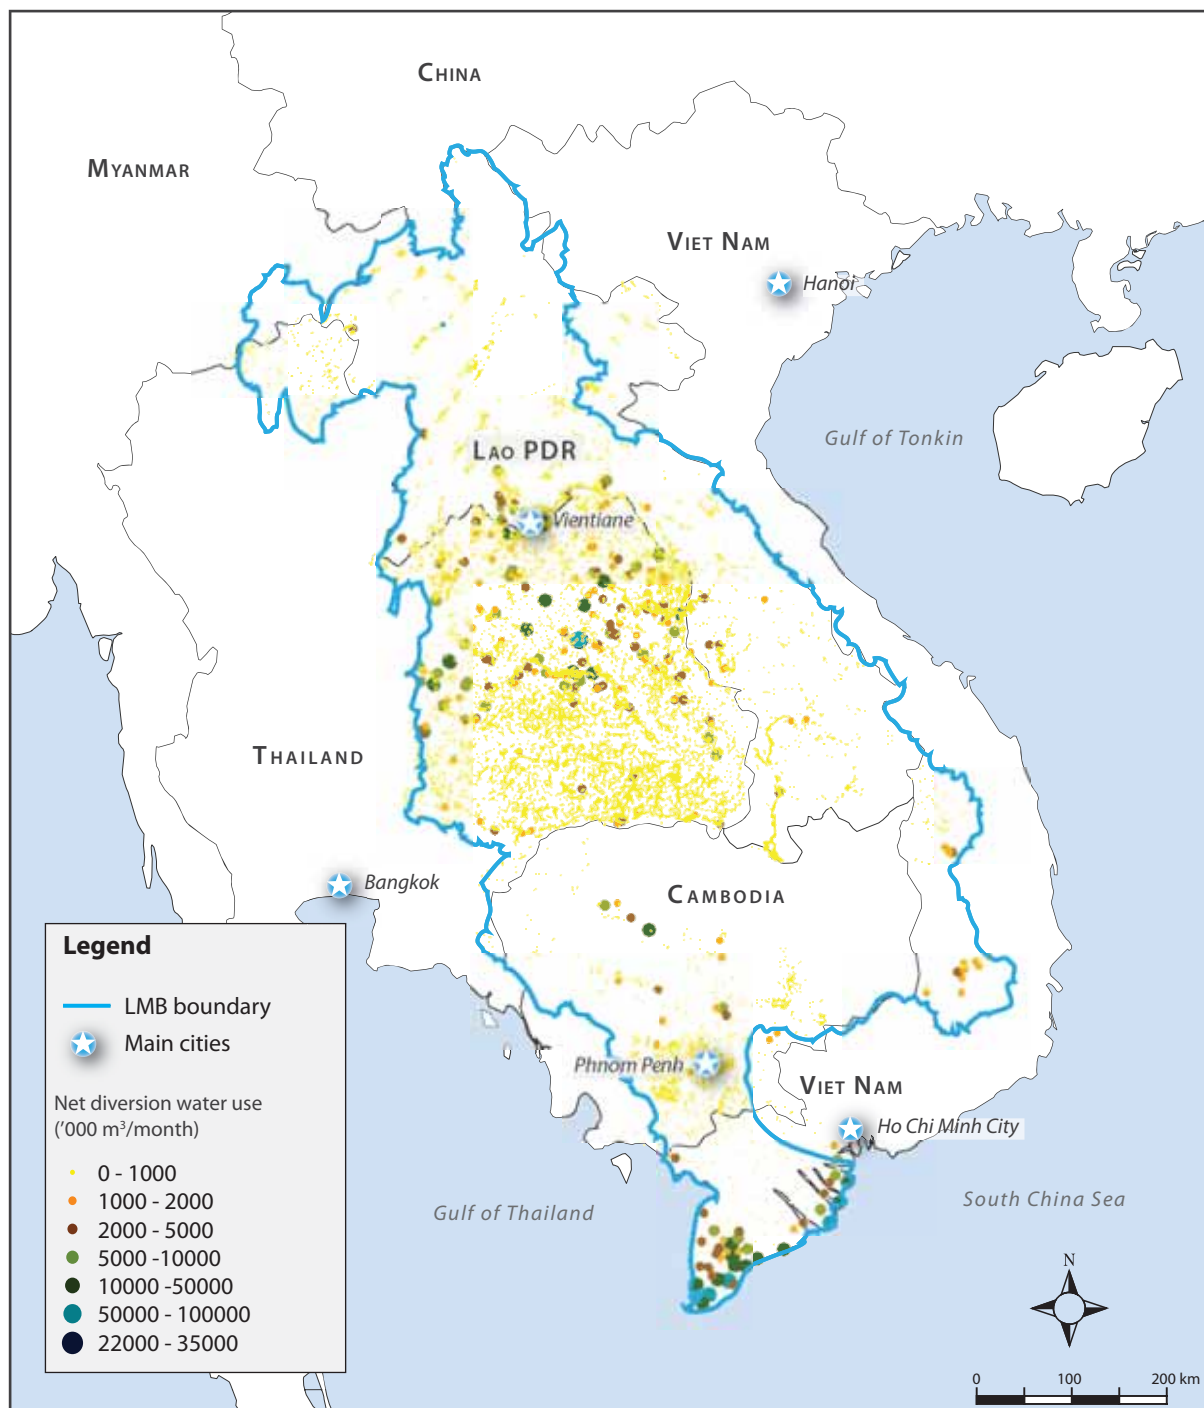 CHINA
MYANMAR
VIET NAM
Hanoi
Gulf of Tonkin
LAO PDR
Vientiane
THAILAND
Bangkok
CAMBODIA
Phnom Penh
VIET NAM
Ho Chi Minh City
Gulf of Thailand
South China Sea
Legend
LMB boundary
Main cities
Net diversion water use
('000 m³/month)
0 - 1000
1000 - 2000
2000 - 5000
5000 -10000
10000 -50000
50000 - 100000
22000 - 35000
N
0 100 200 km